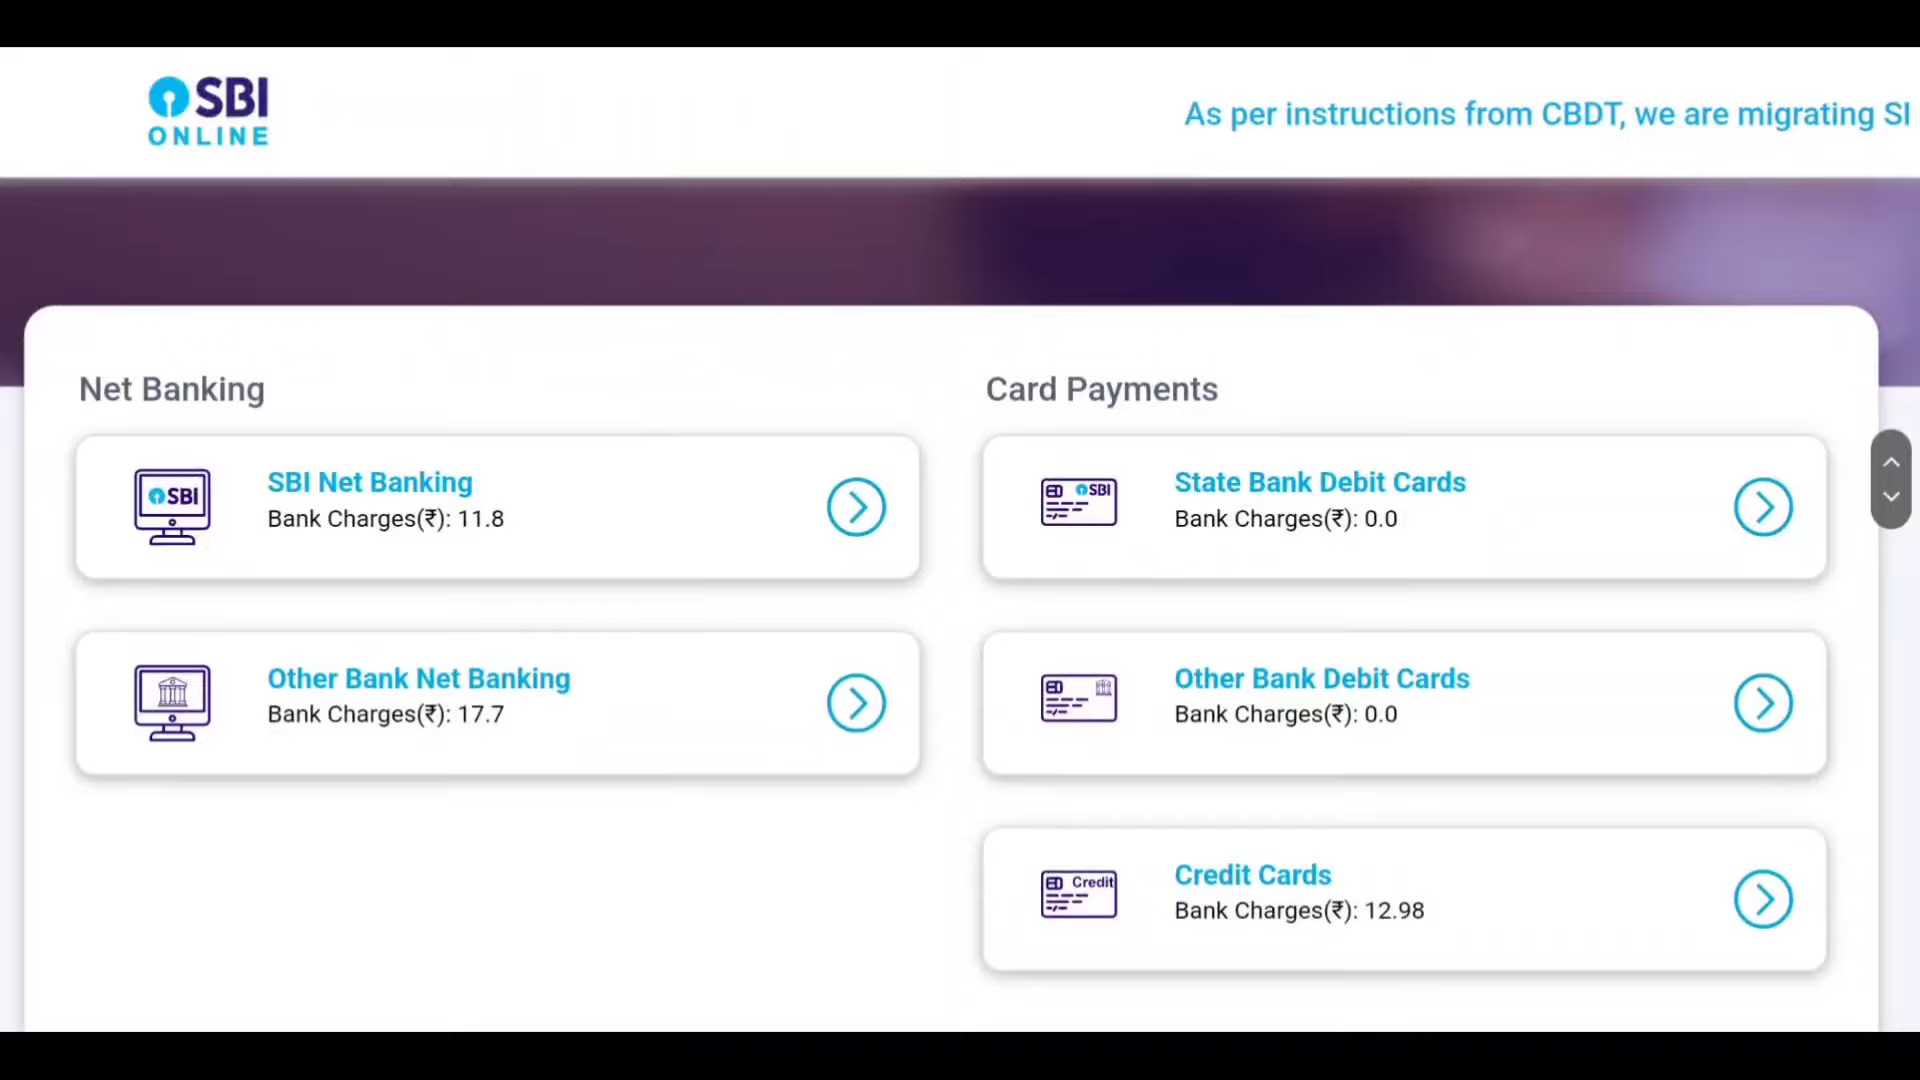 SBI
ONLINE
As per instructions from CBDT, we are migrating SI
Net Banking
SBI
SBI Net Banking
Bank Charges(₹): 11.8
Other Bank Net Banking
Bank Charges(₹): 17.7
Card Payments
SBI
State Bank Debit Cards
Bank Charges(₹): 0.0
Other Bank Debit Cards
Bank Charges(₹): 0.0
Credit
Credit Cards
Bank Charges(₹): 12.98